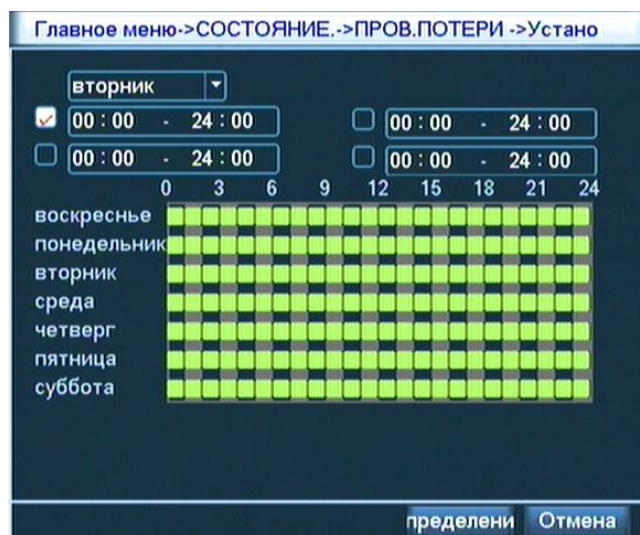 Главное меню->СОСТОЯНИЕ.->ПРОВ.ПОТЕРИ ->Устано
вторник
00 : 00 - 24 : 00 00 : 00 - 24 : 00
00 : 00 - 24 : 00 00 : 00 - 24 : 00
0 3 6 9 12 15 18 21 24
воскреснье
понедельник
вторник
среда
четверг
пятница
суббота
пределени Отмена